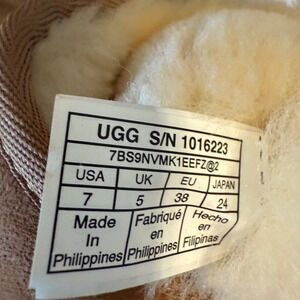 UGG S/N 1016223
7BS9NVMK1EEFZ@2
USA UK EU JAPAN
7 5 38 24
Made Fabriqué Hecho
In en en
Philippines Philippines Filipinas